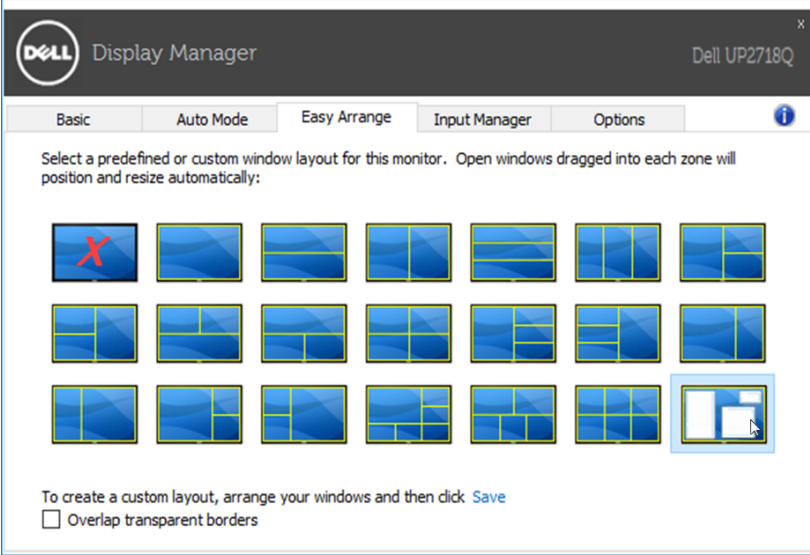 DELL Display Manager
x
Dell UP2718Q
Basic Auto Mode Easy Arrange Input Manager Options
Select a predefined or custom window layout for this monitor. Open windows dragged into each zone will
position and resize automatically:
X
To create a custom layout, arrange your windows and then click Save
Overlap transparent borders